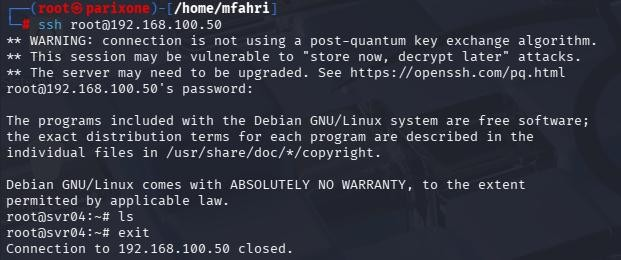 ┌──(root㉿parixone)-[/home/mfahri]
└─# ssh root@192.168.100.50
** WARNING: connection is not using a post-quantum key exchange algorithm.
** This session may be vulnerable to "store now, decrypt later" attacks.
** The server may need to be upgraded. See https://openssh.com/pq.html
root@192.168.100.50's password:
The programs included with the Debian GNU/Linux system are free software;
the exact distribution terms for each program are described in the
individual files in /usr/share/doc/*/copyright.
Debian GNU/Linux comes with ABSOLUTELY NO WARRANTY, to the extent
permitted by applicable law.
root@svr04:~# ls
root@svr04:~# exit
Connection to 192.168.100.50 closed.